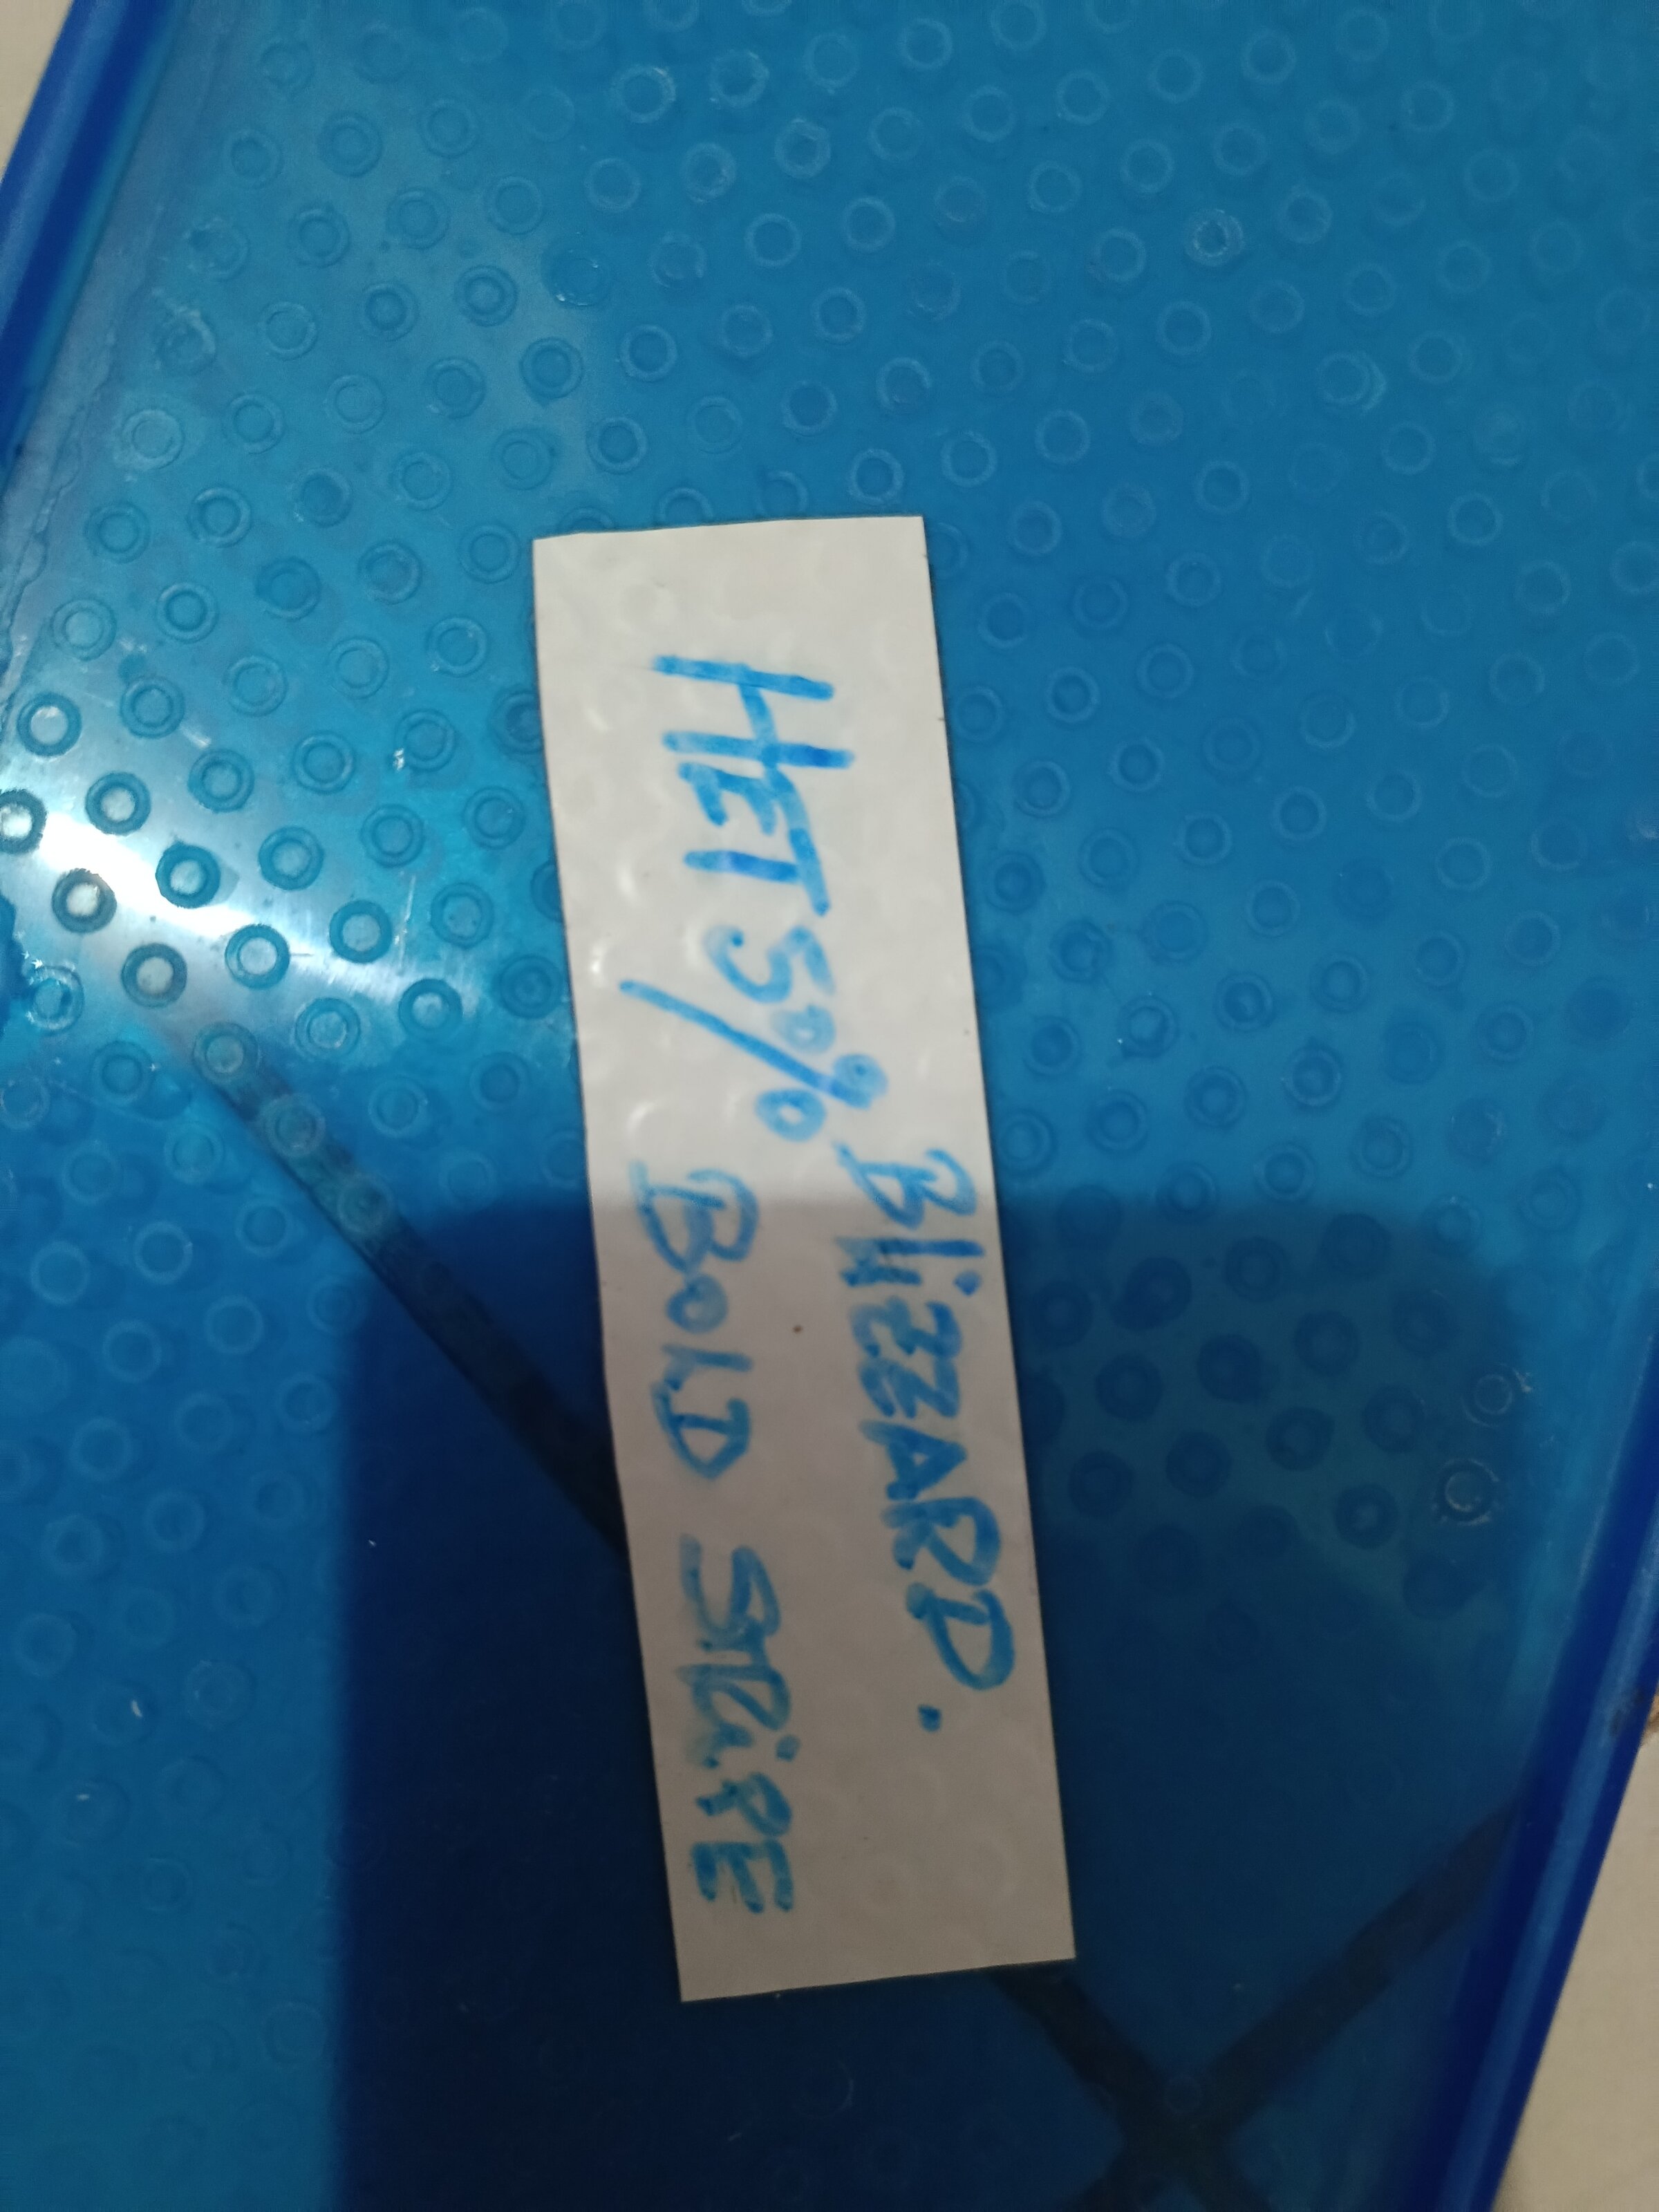 HET 50% BliZZARD.
BolD STRiPE